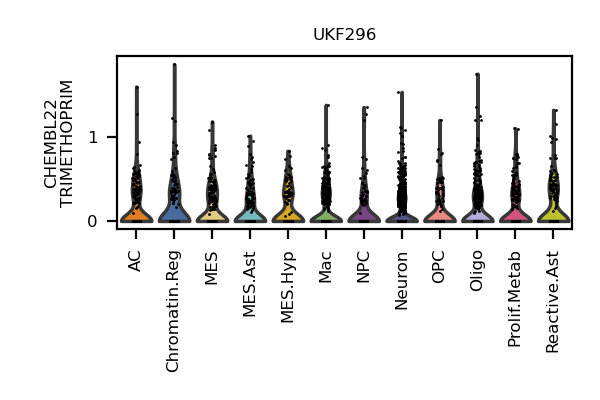 UKF296
CHEMBL22
TRIMETHOPRIM
1
0
AC
Chromatin.Reg
MES
MES.Ast
MES.Hyp
Mac
NPC
Neuron
OPC
Oligo
Prolif.Metab
Reactive.Ast